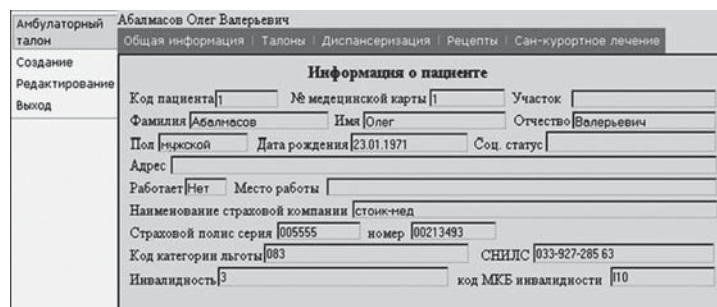 Амбулаторный талон
Создание
Редактирование
Выход
Абалмасов Олег Валерьевич
Общая информация | Талоны | Диспансеризация | Рецепты | Сан-курортное лечение
Информация о пациенте
Код пациента 1 № медецинской карты 1 Участок
Фамилия Абалмасов Имя Олег Отчество Валерьевич
Пол мужской Дата рождения 23.01.1971 Соц. статус
Адрес
Работает Нет Место работы
Наименование страховой компании стоик-мед
Страховой полис серия 005555 номер 00213493
Код категории льготы 083 СНИЛС 033-927-285 63
Инвалидность 3 код МКБ инвалидности I10